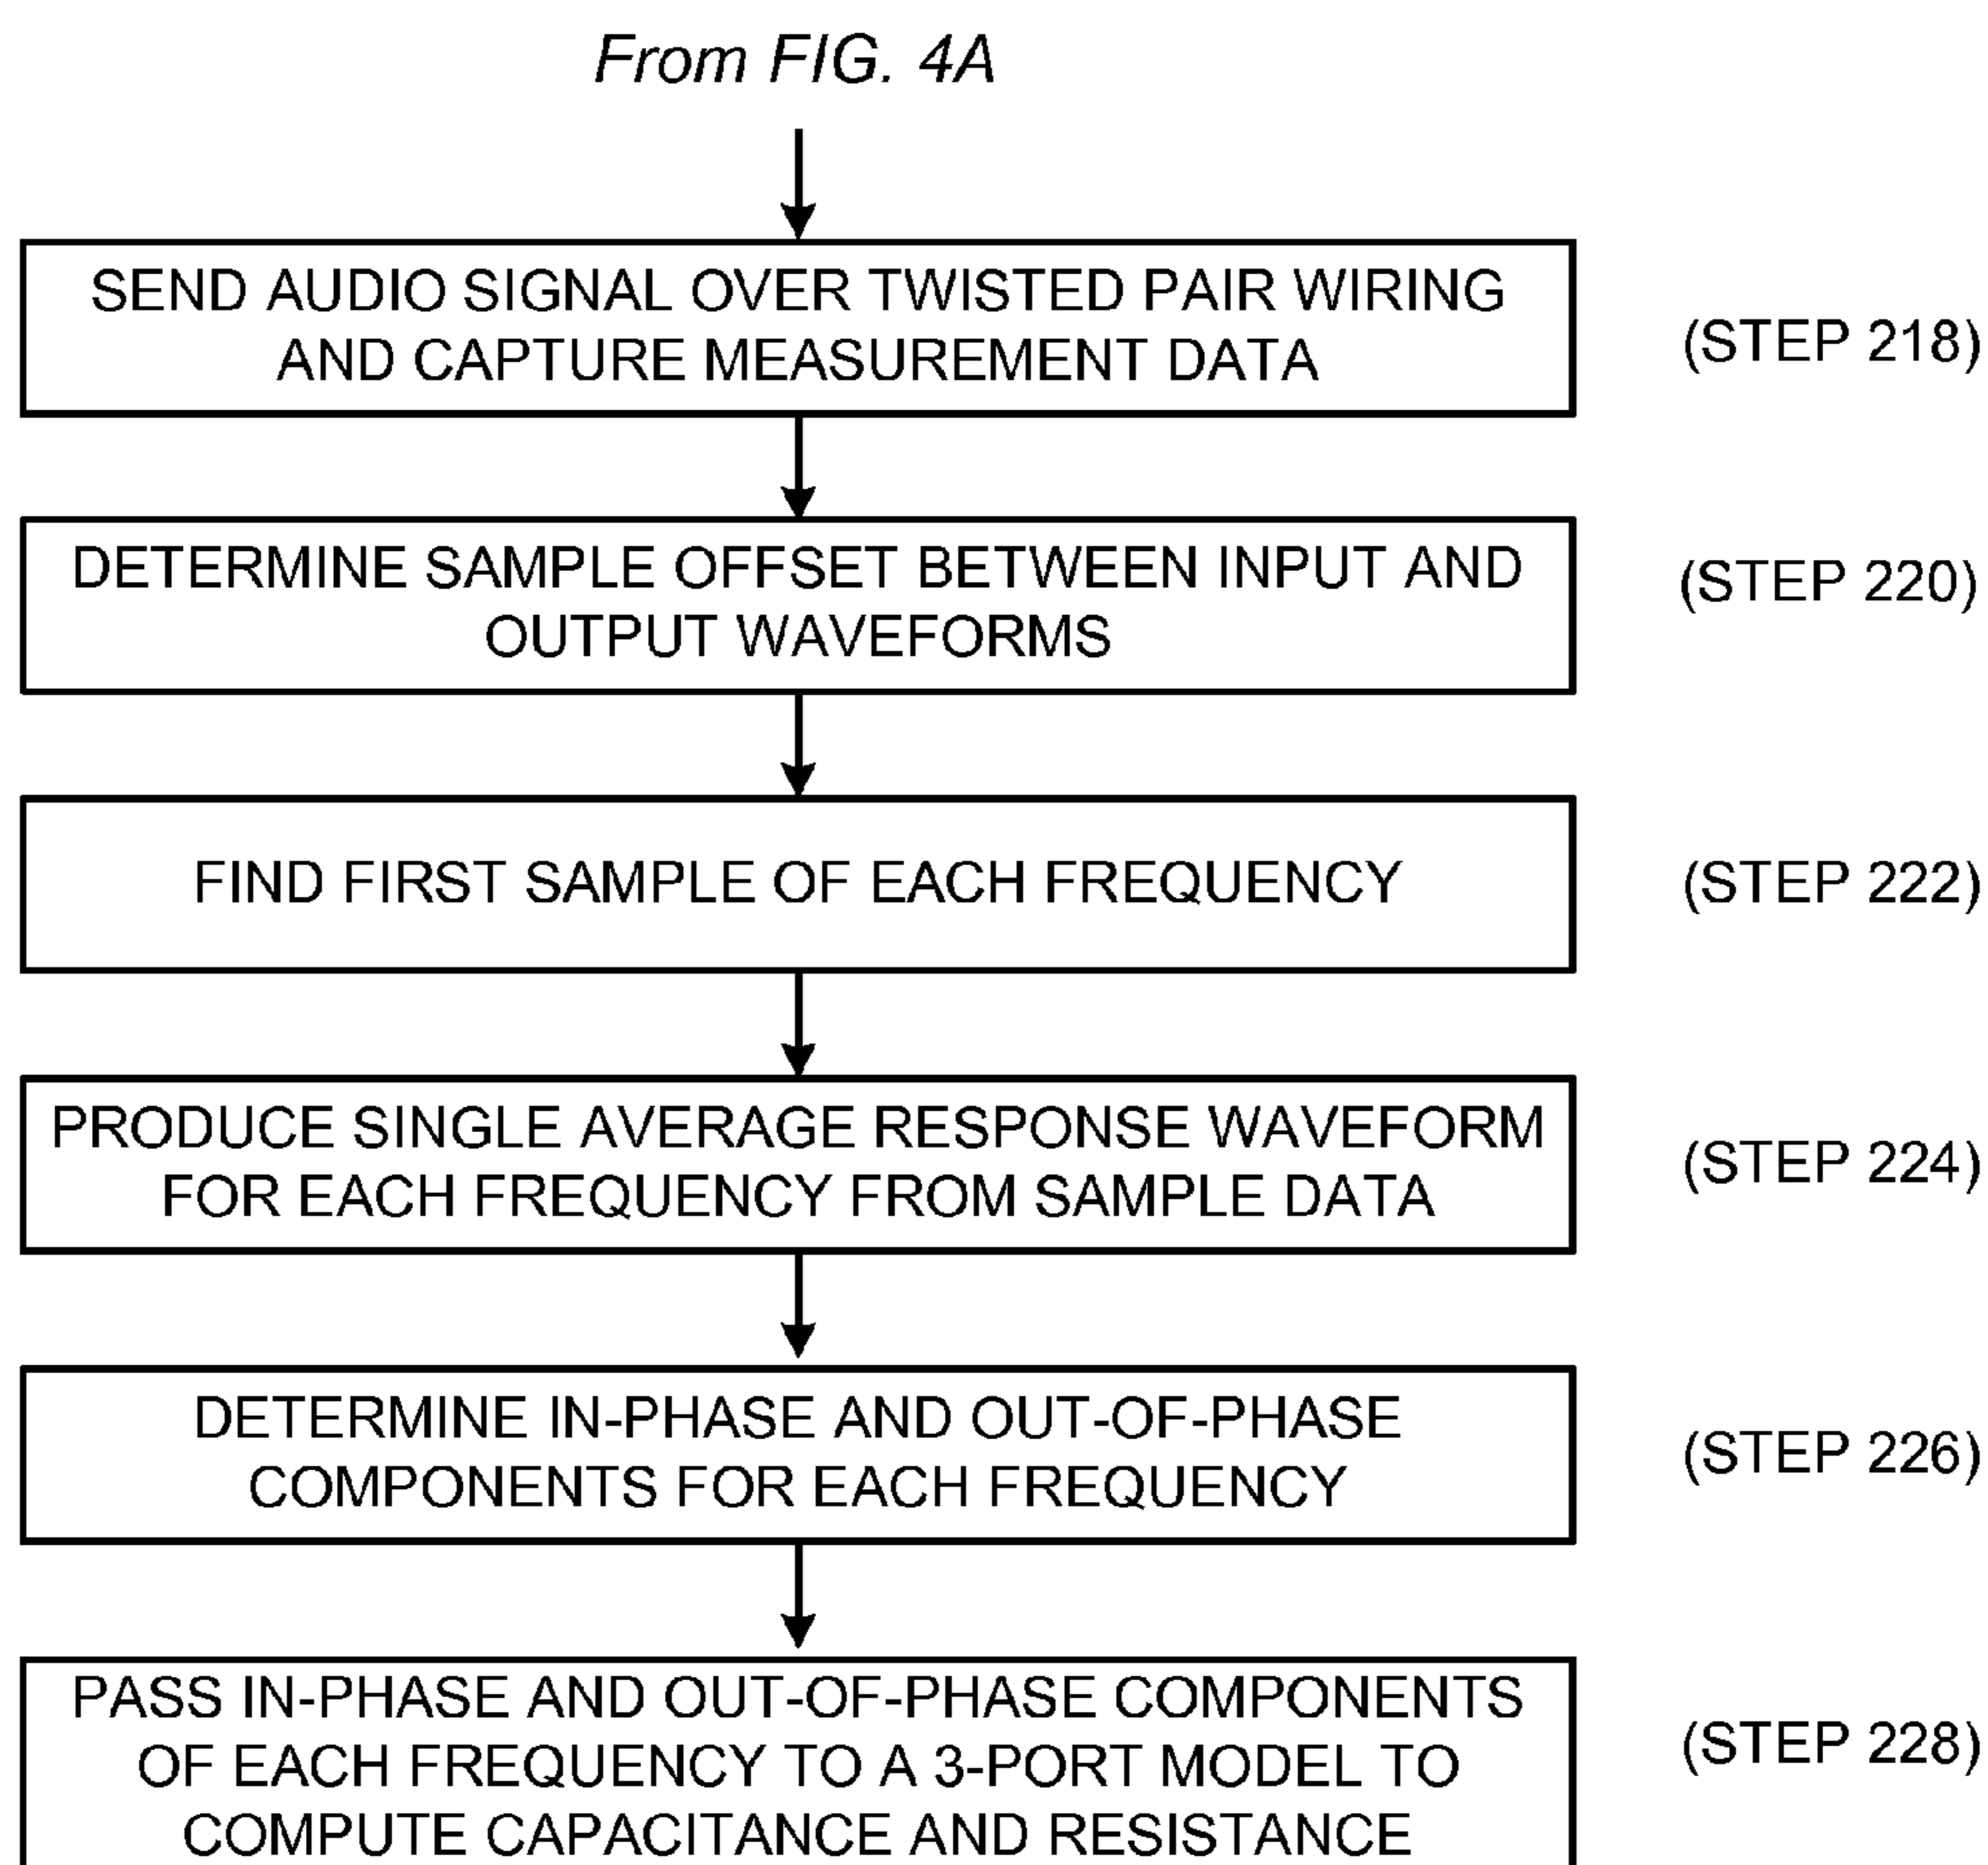 From FIG. 4A
SEND AUDIO SIGNAL OVER TWISTED PAIR WIRING
AND CAPTURE MEASUREMENT DATA
(STEP 218)
DETERMINE SAMPLE OFFSET BETWEEN INPUT AND
OUTPUT WAVEFORMS
(STEP 220)
FIND FIRST SAMPLE OF EACH FREQUENCY
(STEP 222)
PRODUCE SINGLE AVERAGE RESPONSE WAVEFORM
FOR EACH FREQUENCY FROM SAMPLE DATA
(STEP 224)
DETERMINE IN-PHASE AND OUT-OF-PHASE
COMPONENTS FOR EACH FREQUENCY
(STEP 226)
PASS IN-PHASE AND OUT-OF-PHASE COMPONENTS
OF EACH FREQUENCY TO A 3-PORT MODEL TO
COMPUTE CAPACITANCE AND RESISTANCE
(STEP 228)